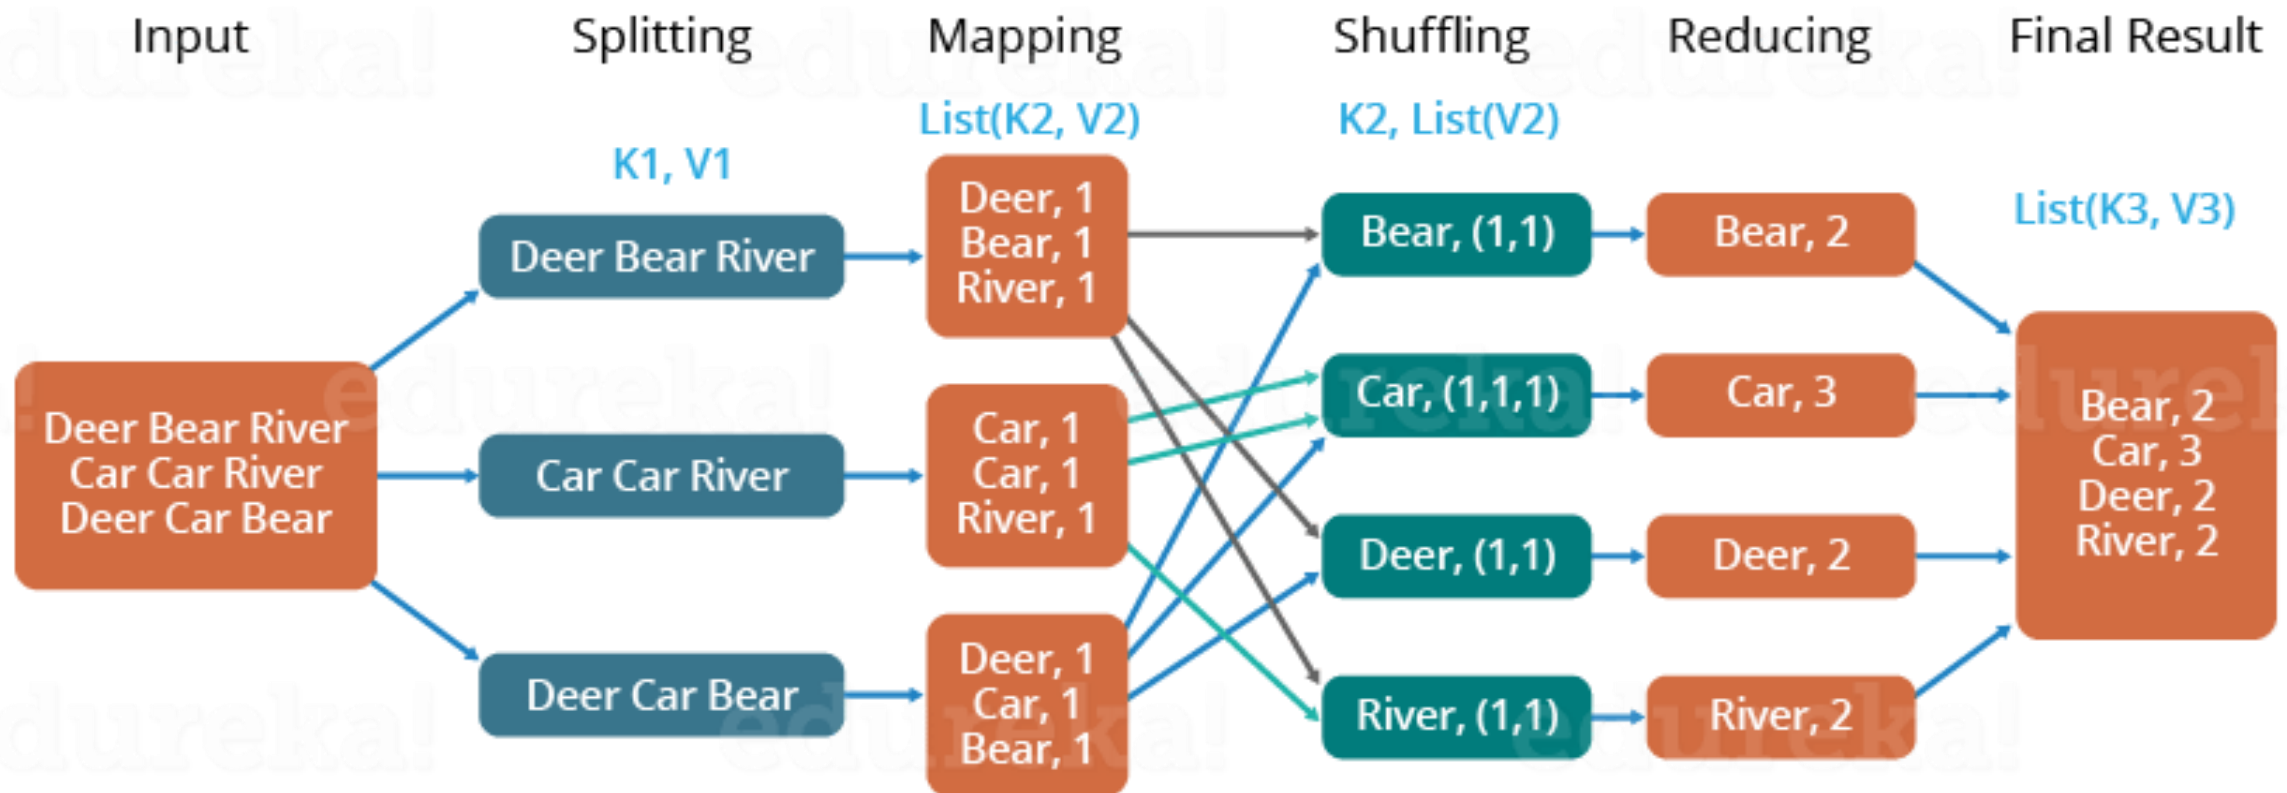 Input
Splitting
Mapping
Shuffling
Reducing
Final Result
K1, V1
List(K2, V2)
K2, List(V2)
List(K3, V3)
Deer Bear River
Car Car River
Deer Car Bear
Deer Bear River
Car Car River
Deer Car Bear
Deer, 1
Bear, 1
River, 1
Car, 1
Car, 1
River, 1
Deer, 1
Car, 1
Bear, 1
Bear, (1,1)
Car, (1,1,1)
Deer, (1,1)
River, (1,1)
Bear, 2
Car, 3
Deer, 2
River, 2
Bear, 2
Car, 3
Deer, 2
River, 2
edureka!